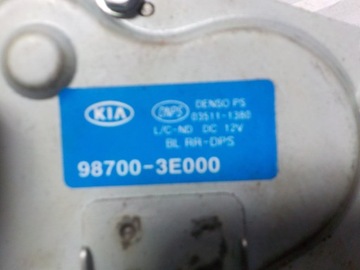 KIA DNPS DENSO PS
03511-1380
L/C-ND DC 12V
BL RR-DPS
98700-3E000